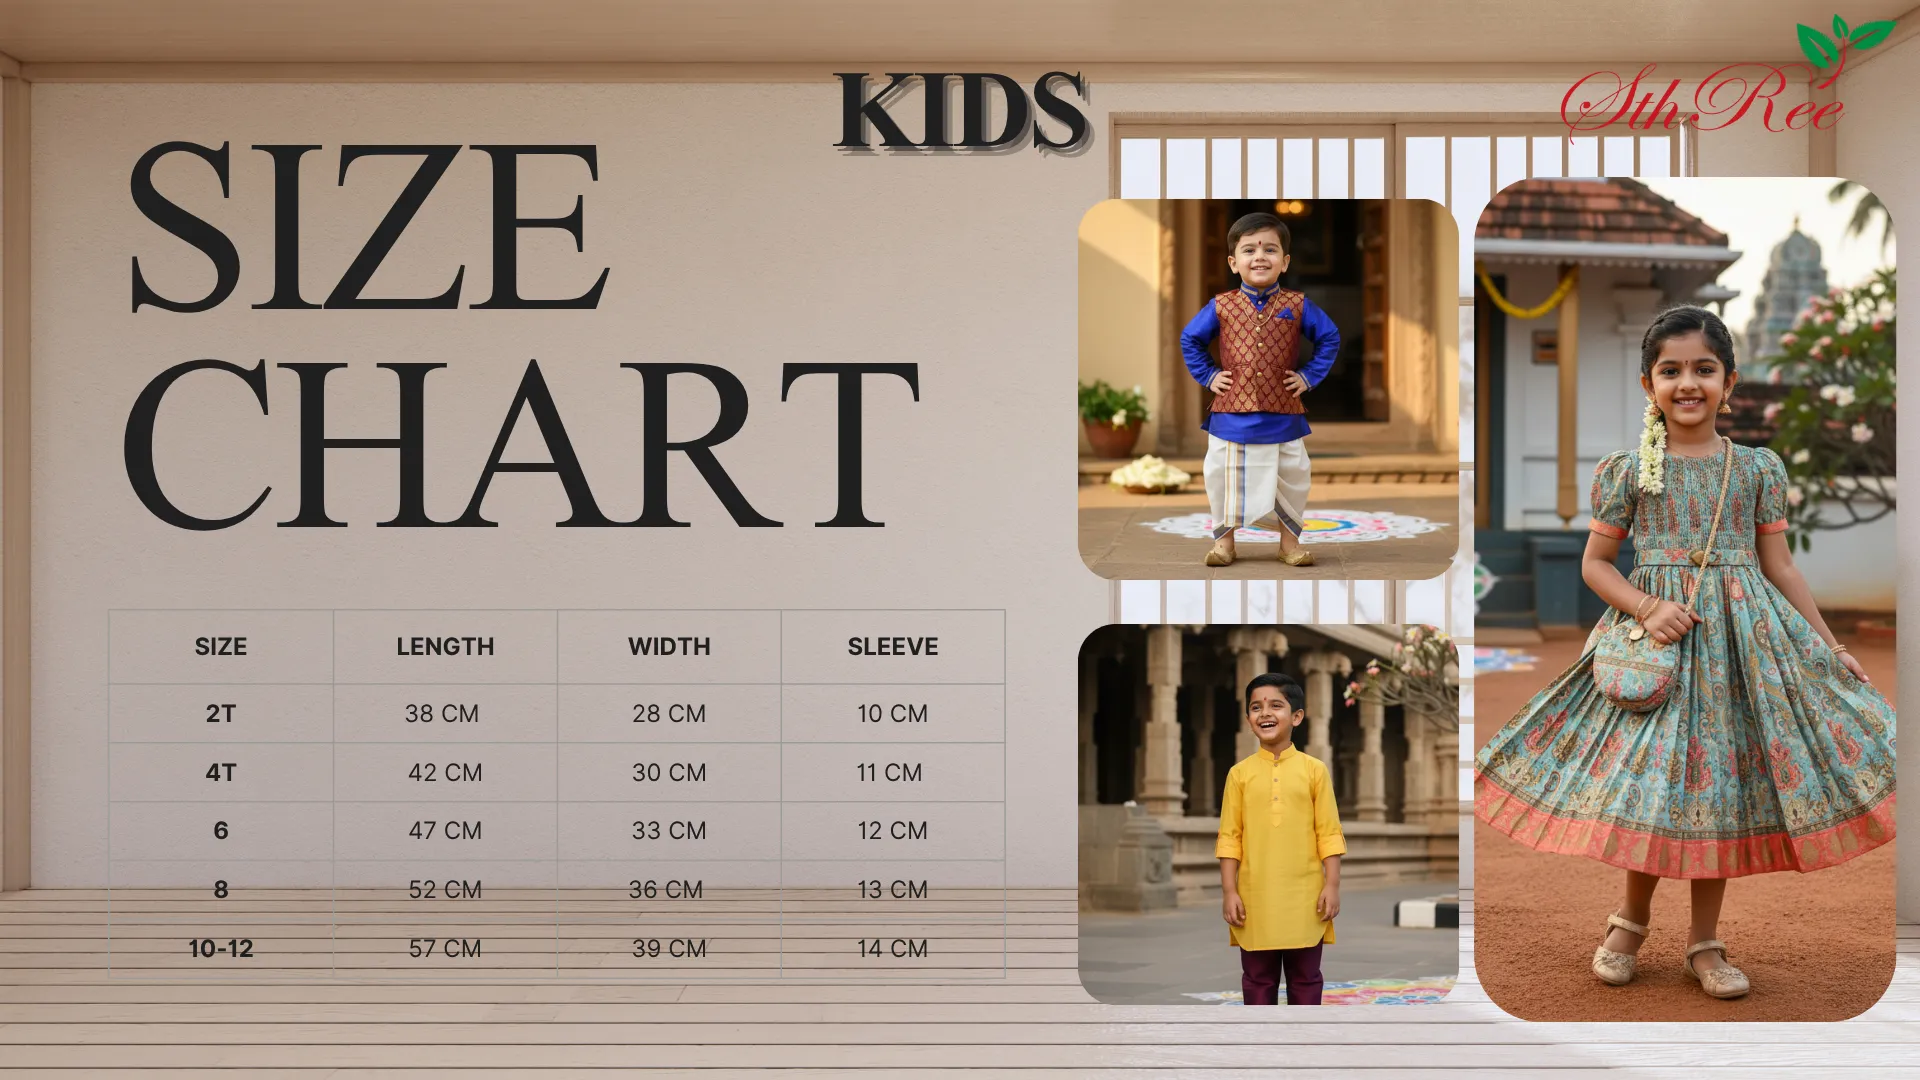 KIDS
SthRee
SIZE
CHART
SIZE LENGTH WIDTH SLEEVE
2T 38 CM 28 CM 10 CM
4T 42 CM 30 CM 11 CM
6 47 CM 33 CM 12 CM
8 52 CM 36 CM 13 CM
10-12 57 CM 39 CM 14 CM